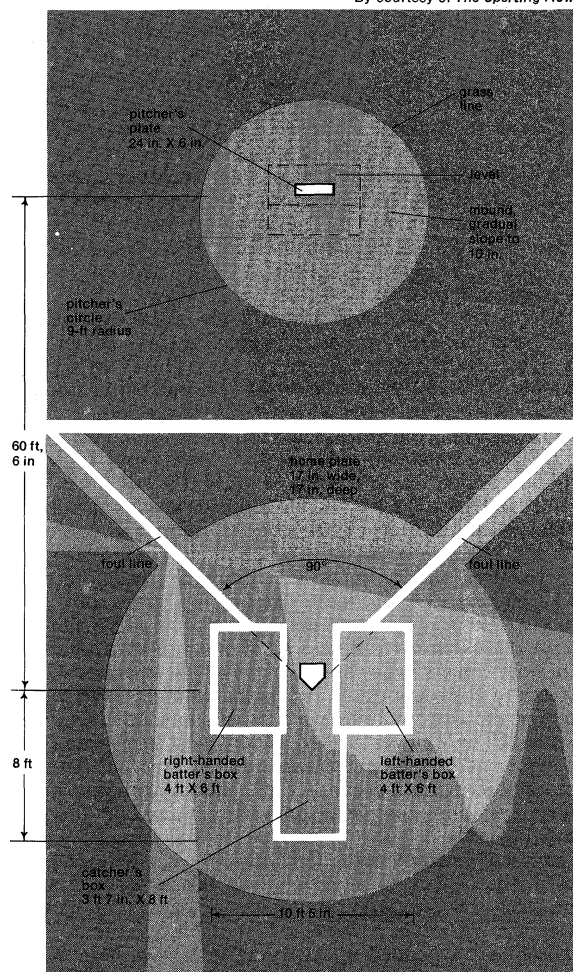 By courtesy of The Sporting News
grass
line
pitcher's
plate
24 in. X 6 in.
level
mound,
gradual
slope to
10 in.
pitcher's
circle
9-ft radius
60 ft,
6 in
home plate
17 in. wide,
17 in. deep
foul line
90°
foul line
8 ft
right-handed
batter's box
4 ft X 6 ft
left-handed
batter's box
4 ft X 6 ft
catcher's
box
3 ft 7 in. X 8 ft
10 ft 5 in.